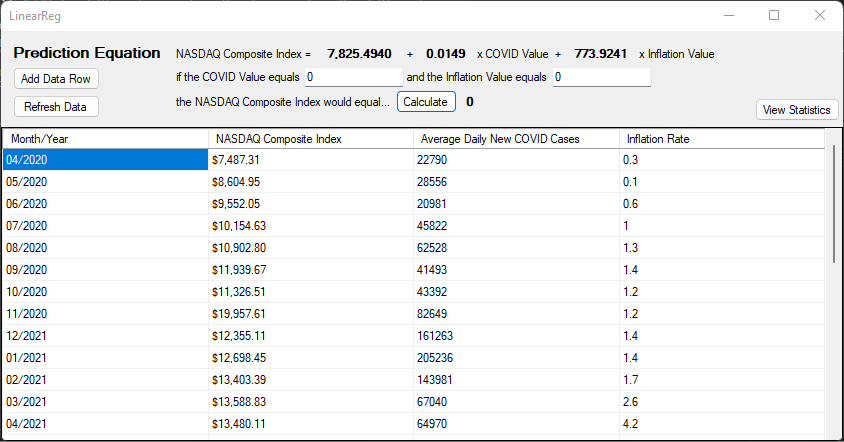 LinearReg
Prediction Equation NASDAQ Composite Index = 7,825.4940 + 0.0149 x COVID Value + 773.9241 x Inflation Value
Add Data Row if the COVID Value equals 0 and the Inflation Value equals 0
Refresh Data the NASDAQ Composite Index would equal... Calculate 0
View Statistics
Month/Year NASDAQ Composite Index Average Daily New COVID Cases Inflation Rate
04/2020 $7,487.31 22790 0.3
05/2020 $8,604.95 28556 0.1
06/2020 $9,552.05 20981 0.6
07/2020 $10,154.63 45822 1
08/2020 $10,902.80 62528 1.3
09/2020 $11,939.67 41493 1.4
10/2020 $11,326.51 43392 1.2
11/2020 $19,957.61 82649 1.2
12/2021 $12,355.11 161263 1.4
01/2021 $12,698.45 205236 1.4
02/2021 $13,403.39 143981 1.7
03/2021 $13,588.83 67040 2.6
04/2021 $13,480.11 64970 4.2